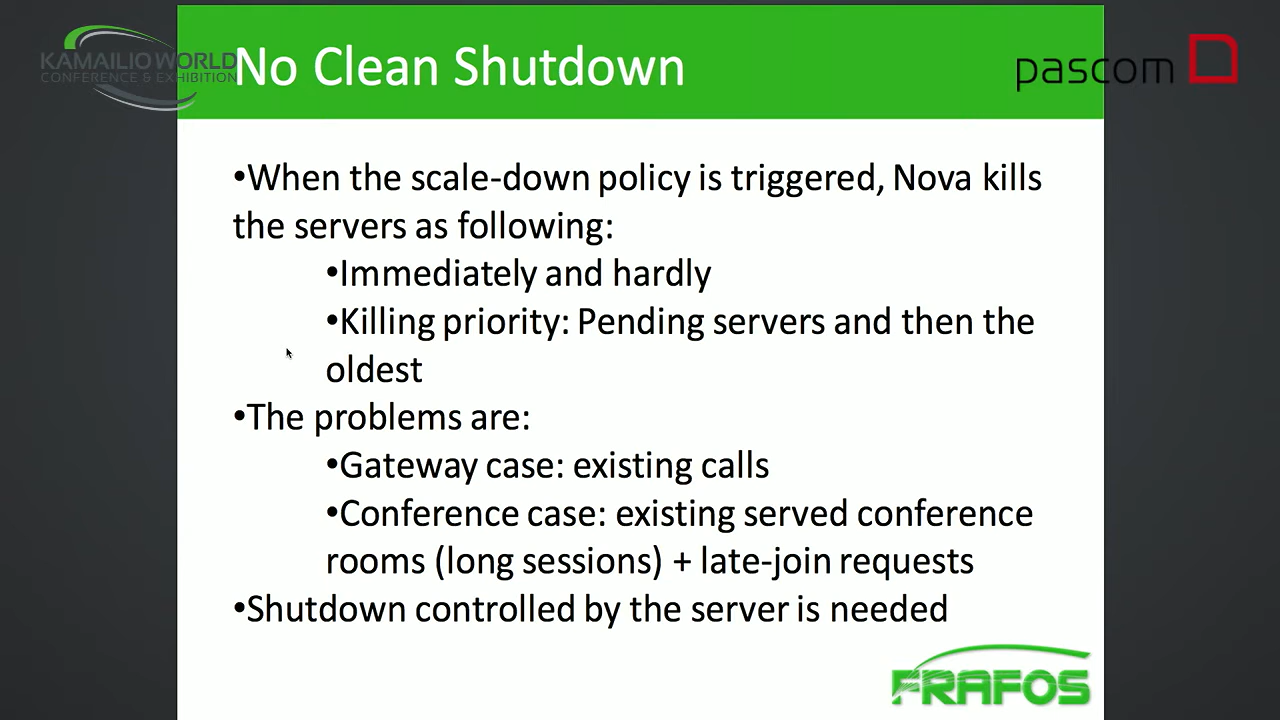 KAMAILIO WORLD
CONFERENCE & EXHIBITION
No Clean Shutdown
pascom
•When the scale-down policy is triggered, Nova kills
the servers as following:
•Immediately and hardly
•Killing priority: Pending servers and then the
oldest
•The problems are:
•Gateway case: existing calls
•Conference case: existing served conference
rooms (long sessions) + late-join requests
•Shutdown controlled by the server is needed
FRAFOS